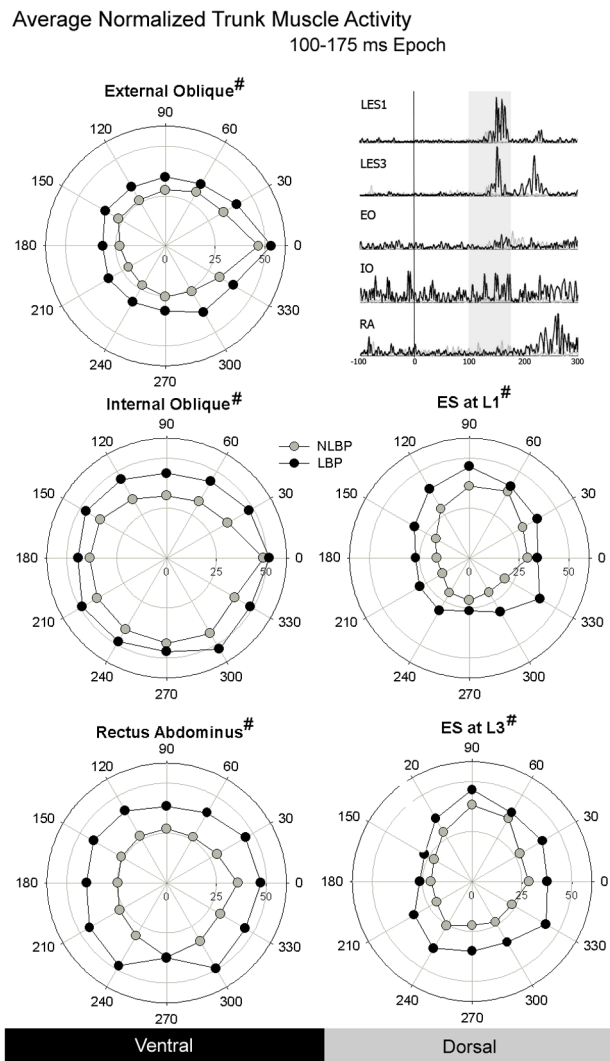 Average Normalized Trunk Muscle Activity
100-175 ms Epoch
External Oblique#
90
120 60
150 30
180 0 25 50 0
210 330
240 300
270
LES1
LES3
EO
IO
RA
-100 0 100 200 300
Internal Oblique#
90
120 60
150 30
180 0 25 50 0
210 330
240 300
270
NLBP
LBP
ES at L1#
90
120 60
150 30
180 0 25 50 0
210 330
240 300
270
Rectus Abdominus#
90
120 60
150 30
180 0 25 50 0
210 330
240 300
270
ES at L3#
90
20 60
150 30
180 0 25 50 0
210 330
240 300
270
Ventral
Dorsal